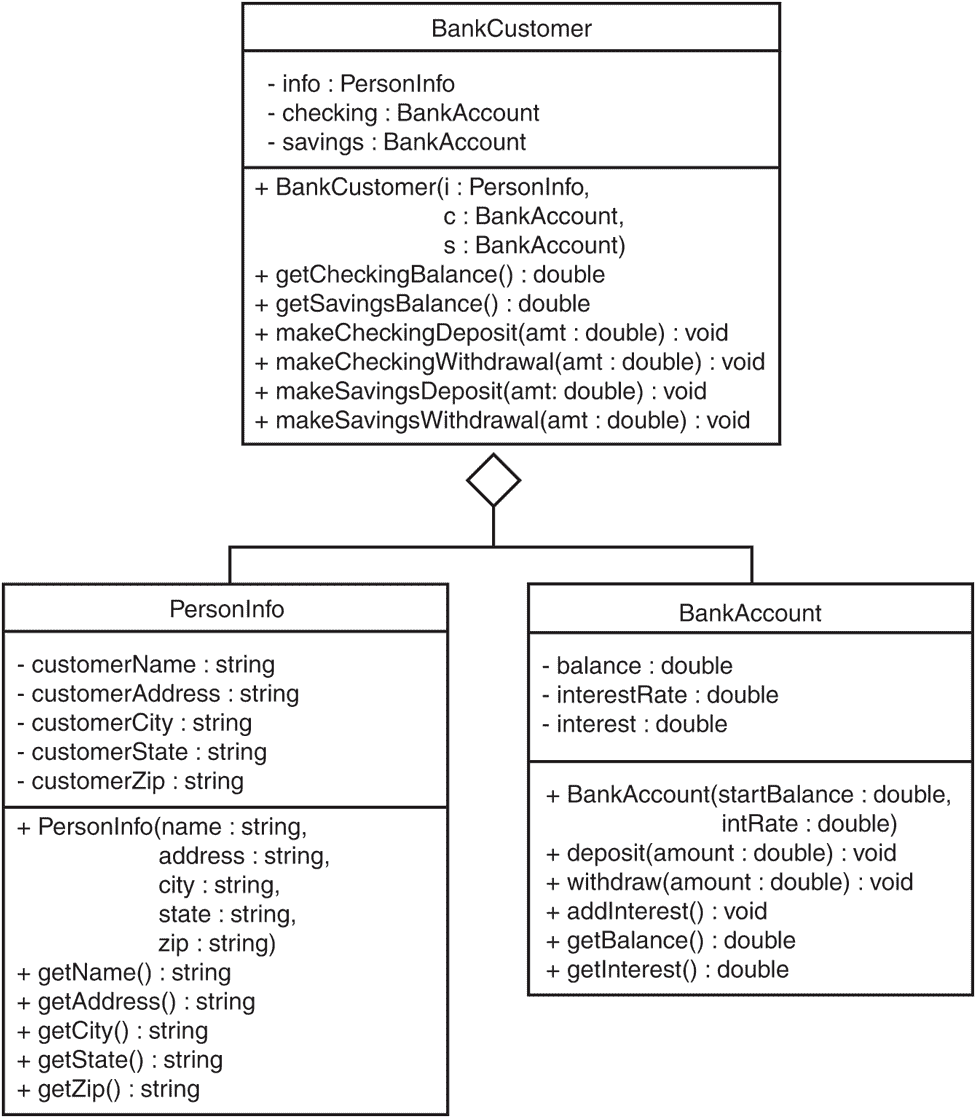 BankCustomer
- info : PersonInfo
- checking : BankAccount
- savings : BankAccount
+ BankCustomer(i : PersonInfo,
c : BankAccount,
s : BankAccount)
+ getCheckingBalance() : double
+ getSavingsBalance() : double
+ makeCheckingDeposit(amt : double) : void
+ makeCheckingWithdrawal(amt : double) : void
+ makeSavingsDeposit(amt: double) : void
+ makeSavingsWithdrawal(amt : double) : void
PersonInfo
- customerName : string
- customerAddress : string
- customerCity : string
- customerState : string
- customerZip : string
+ PersonInfo(name : string,
address : string,
city : string,
state : string,
zip : string)
+ getName() : string
+ getAddress() : string
+ getCity() : string
+ getState() : string
+ getZip() : string
BankAccount
- balance : double
- interestRate : double
- interest : double
+ BankAccount(startBalance : double,
intRate : double)
+ deposit(amount : double) : void
+ withdraw(amount : double) : void
+ addInterest() : void
+ getBalance() : double
+ getInterest() : double